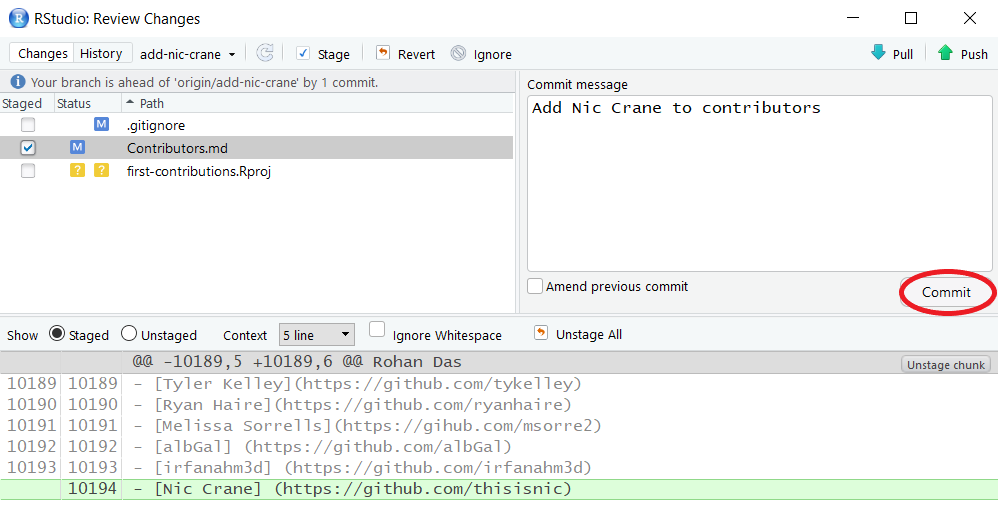 RStudio: Review Changes
Changes History add-nic-crane Stage Revert Ignore Pull Push
Your branch is ahead of 'origin/add-nic-crane' by 1 commit.
Staged Status Path
M .gitignore
M Contributors.md
? ? first-contributions.Rproj
Commit message
Add Nic Crane to contributors
Amend previous commit
Commit
Show Staged Unstaged Context 5 line Ignore Whitespace Unstage All
@@ -10189,5 +10189,6 @@ Rohan Das Unstage chunk
10189 10189 - [Tyler Kelley](https://github.com/tykelley)
10190 10190 - [Ryan Haire](https://github.com/ryanhaire)
10191 10191 - [Melissa Sorrells](https://gihub.com/msorre2)
10192 10192 - [albGal] (https://github.com/albGal)
10193 10193 - [irfanahm3d] (https://github.com/irfanahm3d)
10194 - [Nic Crane] (https://github.com/thisisnic)